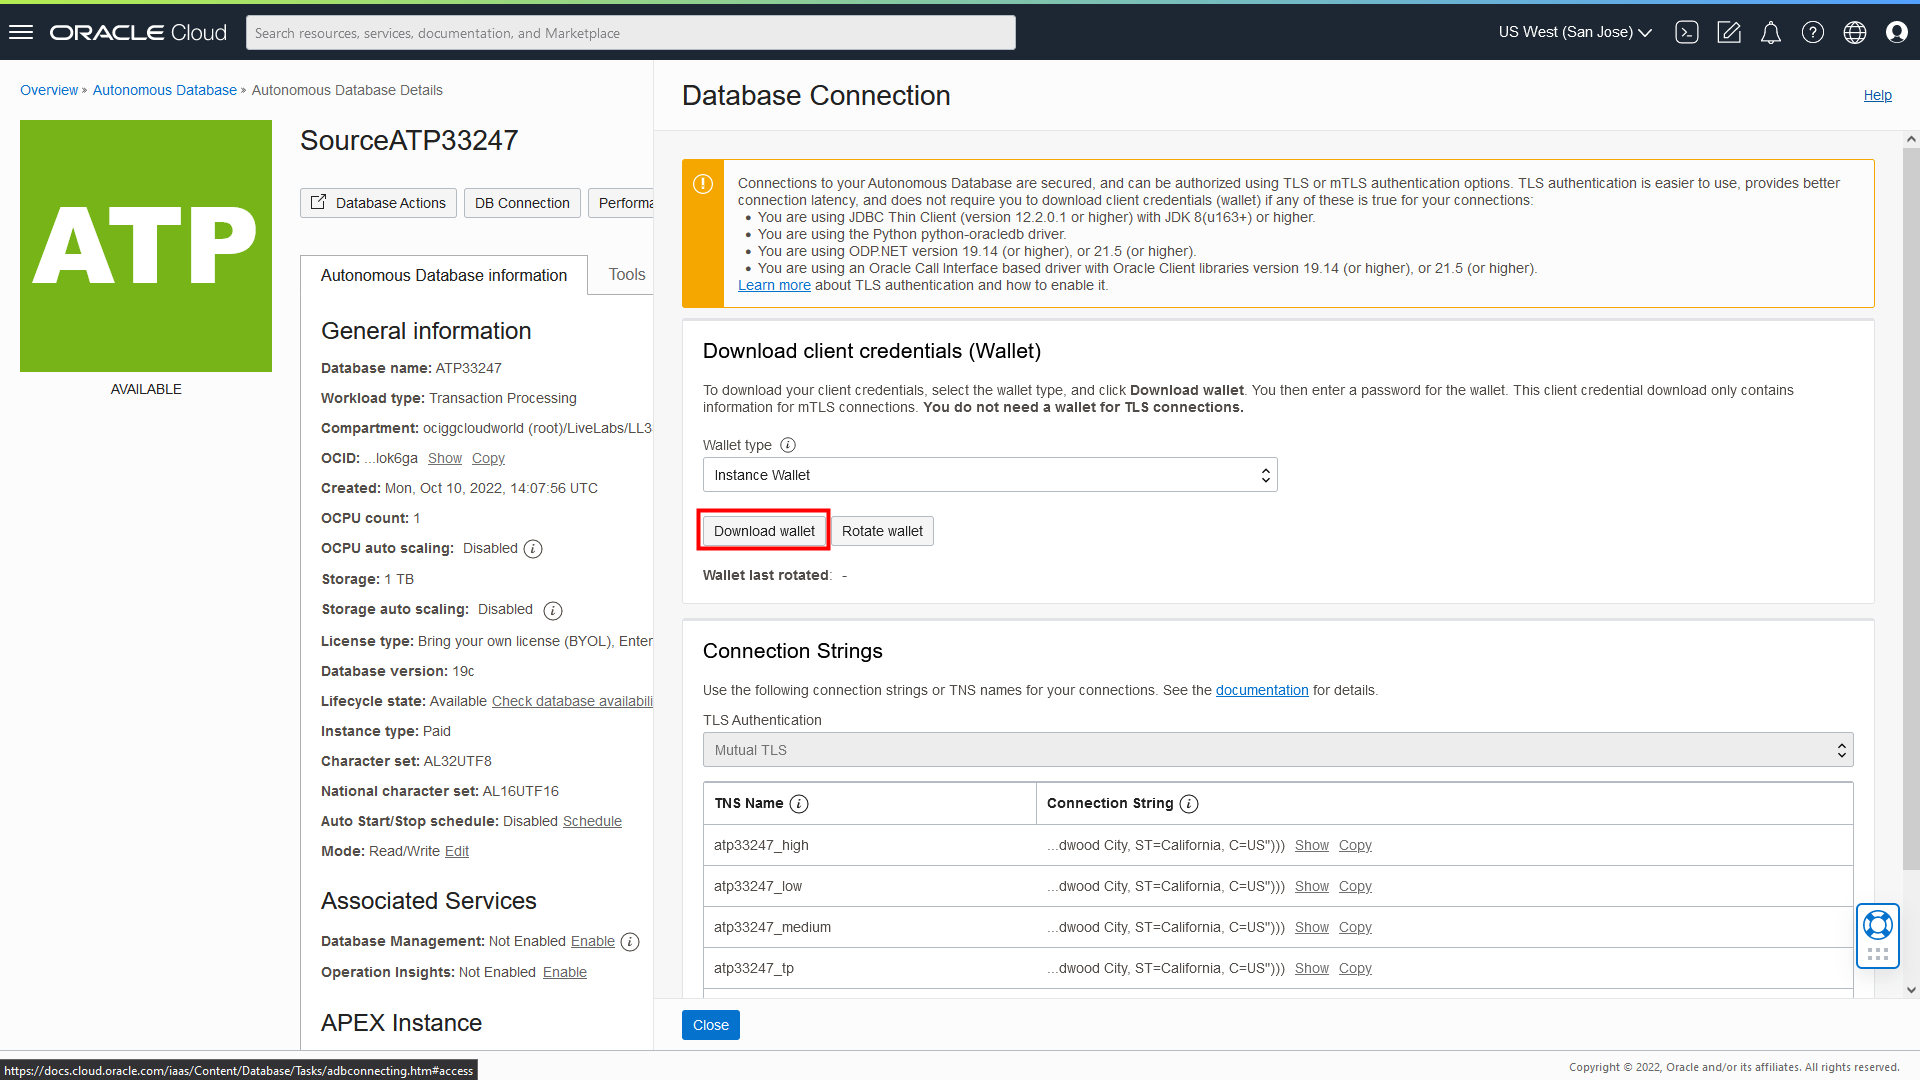 ORACLE Cloud
Search resources, services, documentation, and Marketplace
US West (San Jose)
Overview » Autonomous Database » Autonomous Database Details
ATP
AVAILABLE
SourceATP33247
Database Actions
DB Connection
Performa
Autonomous Database information
Tools
General information
Database name: ATP33247
Workload type: Transaction Processing
Compartment: ociggcloudworld (root)/LiveLabs/LL3
OCID: ...lok6ga Show Copy
Created: Mon, Oct 10, 2022, 14:07:56 UTC
OCPU count: 1
OCPU auto scaling: Disabled
Storage: 1 TB
Storage auto scaling: Disabled
License type: Bring your own license (BYOL), Enter
Database version: 19c
Lifecycle state: Available Check database availabili
Instance type: Paid
Character set: AL32UTF8
National character set: AL16UTF16
Auto Start/Stop schedule: Disabled Schedule
Mode: Read/Write Edit
Associated Services
Database Management: Not Enabled Enable
Operation Insights: Not Enabled Enable
APEX Instance
Database Connection
Help
Connections to your Autonomous Database are secured, and can be authorized using TLS or mTLS authentication options. TLS authentication is easier to use, provides better
connection latency, and does not require you to download client credentials (wallet) if any of these is true for your connections:
• You are using JDBC Thin Client (version 12.2.0.1 or higher) with JDK 8(u163+) or higher.
• You are using the Python python-oracledb driver.
• You are using ODP.NET version 19.14 (or higher), or 21.5 (or higher).
• You are using an Oracle Call Interface based driver with Oracle Client libraries version 19.14 (or higher), or 21.5 (or higher).
Learn more about TLS authentication and how to enable it.
Download client credentials (Wallet)
To download your client credentials, select the wallet type, and click Download wallet. You then enter a password for the wallet. This client credential download only contains
information for mTLS connections. You do not need a wallet for TLS connections.
Wallet type
Instance Wallet
Download wallet
Rotate wallet
Wallet last rotated: -
Connection Strings
Use the following connection strings or TNS names for your connections. See the documentation for details.
TLS Authentication
Mutual TLS
TNS Name
Connection String
atp33247_high ...dwood City, ST=California, C=US"))) Show Copy
atp33247_low ...dwood City, ST=California, C=US"))) Show Copy
atp33247_medium ...dwood City, ST=California, C=US"))) Show Copy
atp33247_tp ...dwood City, ST=California, C=US"))) Show Copy
Close
https://docs.cloud.oracle.com/iaas/Content/Database/Tasks/adbconnecting.htm#access
Copyright © 2022, Oracle and/or its affiliates. All rights reserved.